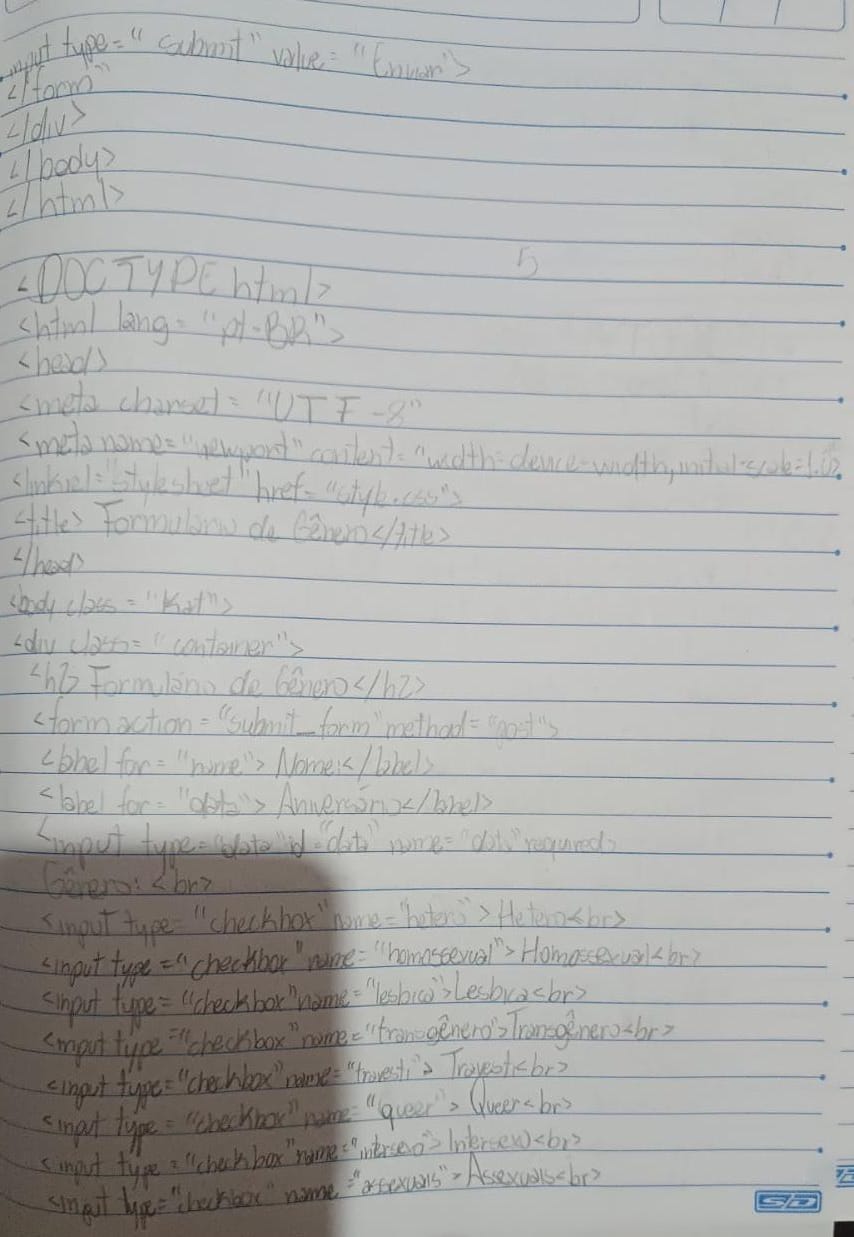 input type="submit" value="Enviar">
</form>
</div>
</body>
</html>
5
<DOCTYPE html>
<html lang="pt-BR">
<head>
<meta charset="UTF-8"
<meta name="viewport" content="width=device-width, initial-scale=1.0>
<link rel="stylesheet" href="style.css">
<title> Formulario de Gênero</title>
</head>
<body class="Kat">
<div class="container">
<h2> Formulário de Gênero</h2>
<form action="submit_form" method="post">
<label for="nome"> Nome:</label>
<label for="data"> Aniversário</label>
<input type="data" id="data" name="data" required>
Gênero: <br>
<input type="checkbox" name="hetero"> Hetero<br>
<input type="checkbox" name="homossexual"> Homossexual<br>
<input type="checkbox" name="lesbica">Lesbica<br>
<input type="checkbox" name="transgênero">Transgênero<br>
<input type="checkbox" name="travesti"> Travesti<br>
<input type="checkbox" name="queer"> Queer<br>
<input type="checkbox" name="intersexo"> Intersexo<br>
<input type="checkbox" name="assexuais"> Asexuais<br>
SD